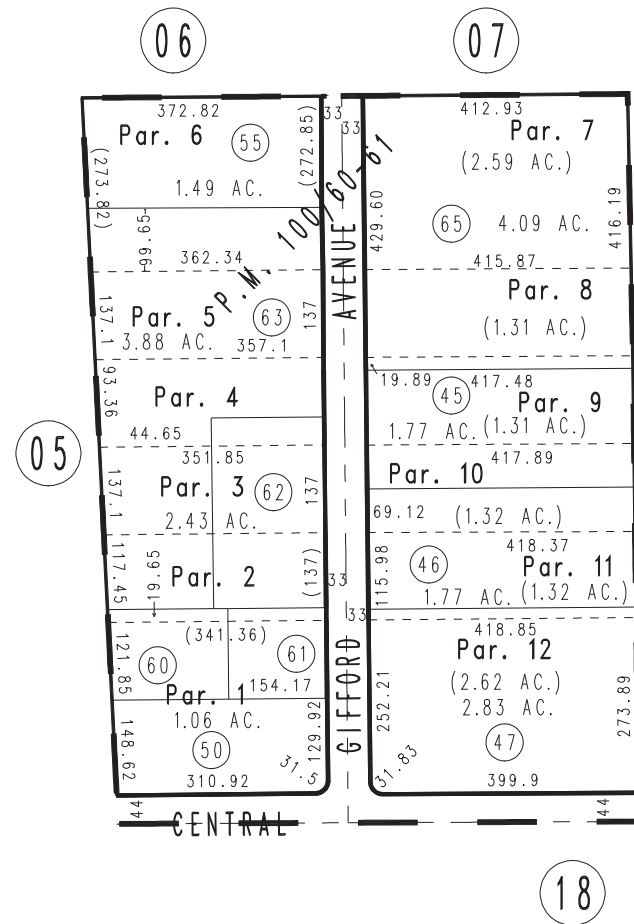 06
07
372.82
33
412.93
Par. 6
55
(272.85)
33
Par. 7
(2.59 AC.)
(273.82)
1.49 AC.
P.M. 100/60-61
429.60
416.19
65
4.09 AC.
99.65
362.34
415.87
AVENUE
Par. 8
137.1
Par. 5
63
137
(1.31 AC.)
3.88 AC.
357.1
93.36
19.89
417.48
Par. 4
45
Par. 9
1.77 AC.
(1.31 AC.)
44.65
05
351.85
417.89
Par. 10
137.1
Par. 3
62
137
2.43 AC.
69.12
(1.32 AC.)
418.37
117.45
19.65
Par. 2
(137)
33
115.98
46
Par. 11
1.77 AC.
(1.32 AC.)
33
121.85
(341.36)
418.85
60
61
GIFFORD
Par. 12
154.17
(2.62 AC.)
Par. 1
252.21
2.83 AC.
273.89
1.06 AC.
129.92
148.62
50
47
310.92
31.5
31.83
399.9
44
44
CENTRAL
18